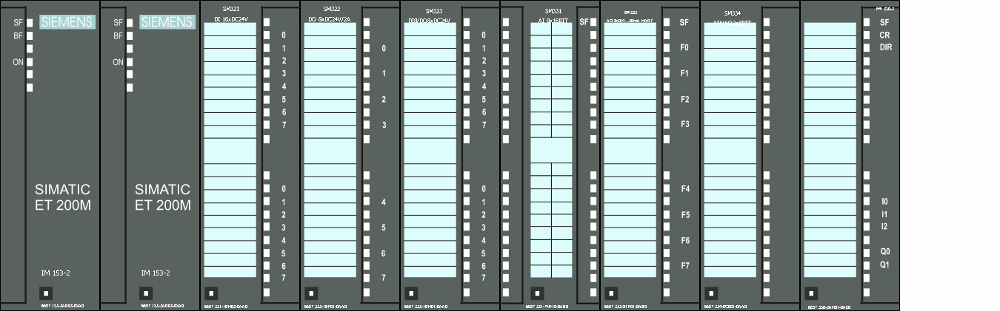 SF
BF
ON
SIEMENS
SIMATIC
ET 200M
IM 153-2
SF
BF
ON
SIEMENS
SIMATIC
ET 200M
IM 153-2
SM321
DI 16xDC24V
0
1
2
3
4
5
6
7
0
1
2
3
4
5
6
7
SM322
DO 8xDC24V/2A
0
1
2
3
4
5
6
7
SM323
DI8/DO8xDC24V
0
1
2
3
4
5
6
7
0
1
2
3
4
5
6
7
SM331
AI 8x16BIT
SF
SM332
SF
F0
F1
F2
F3
F4
F5
F6
F7
SM334
SF
CR
DIR
I0
I1
I2
Q0
Q1